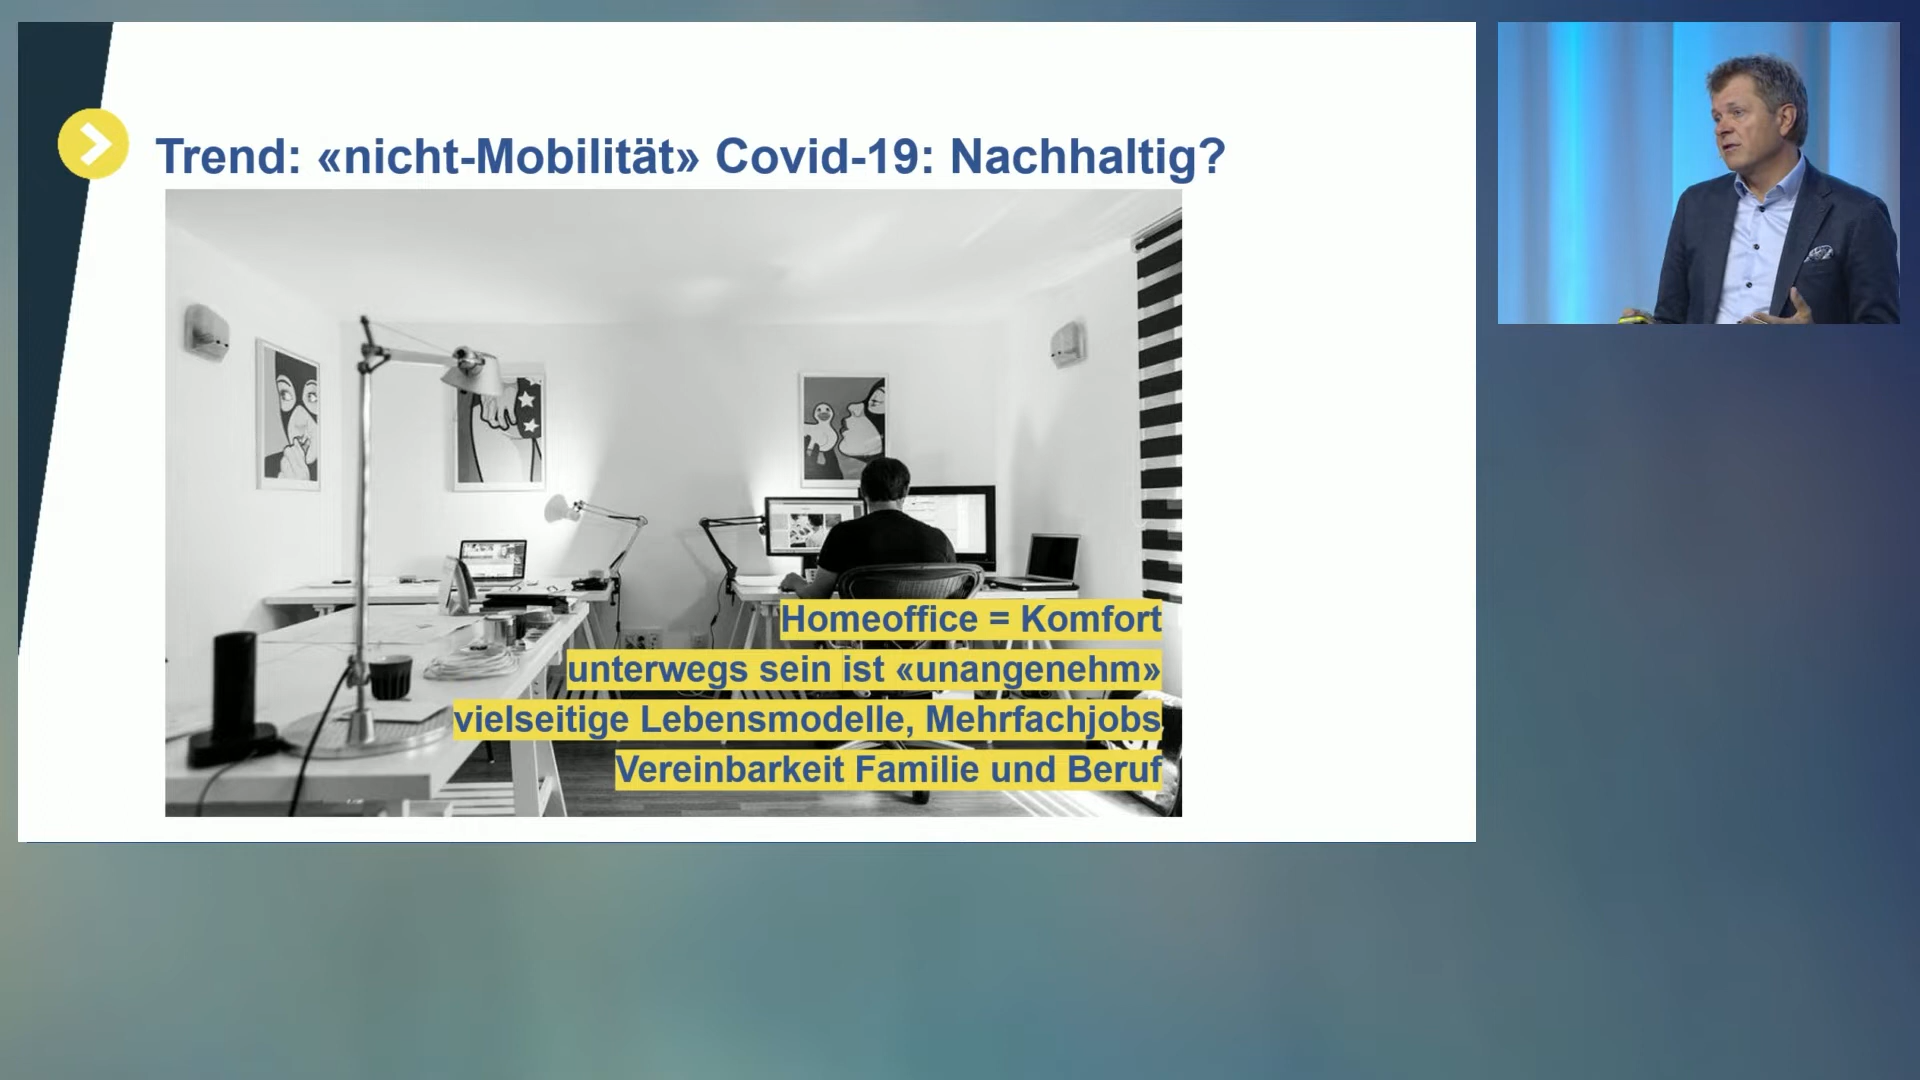 Trend: «nicht-Mobilität» Covid-19: Nachhaltig?
Homeoffice = Komfort
unterwegs sein ist «unangenehm»
vielseitige Lebensmodelle, Mehrfachjobs
Vereinbarkeit Familie und Beruf